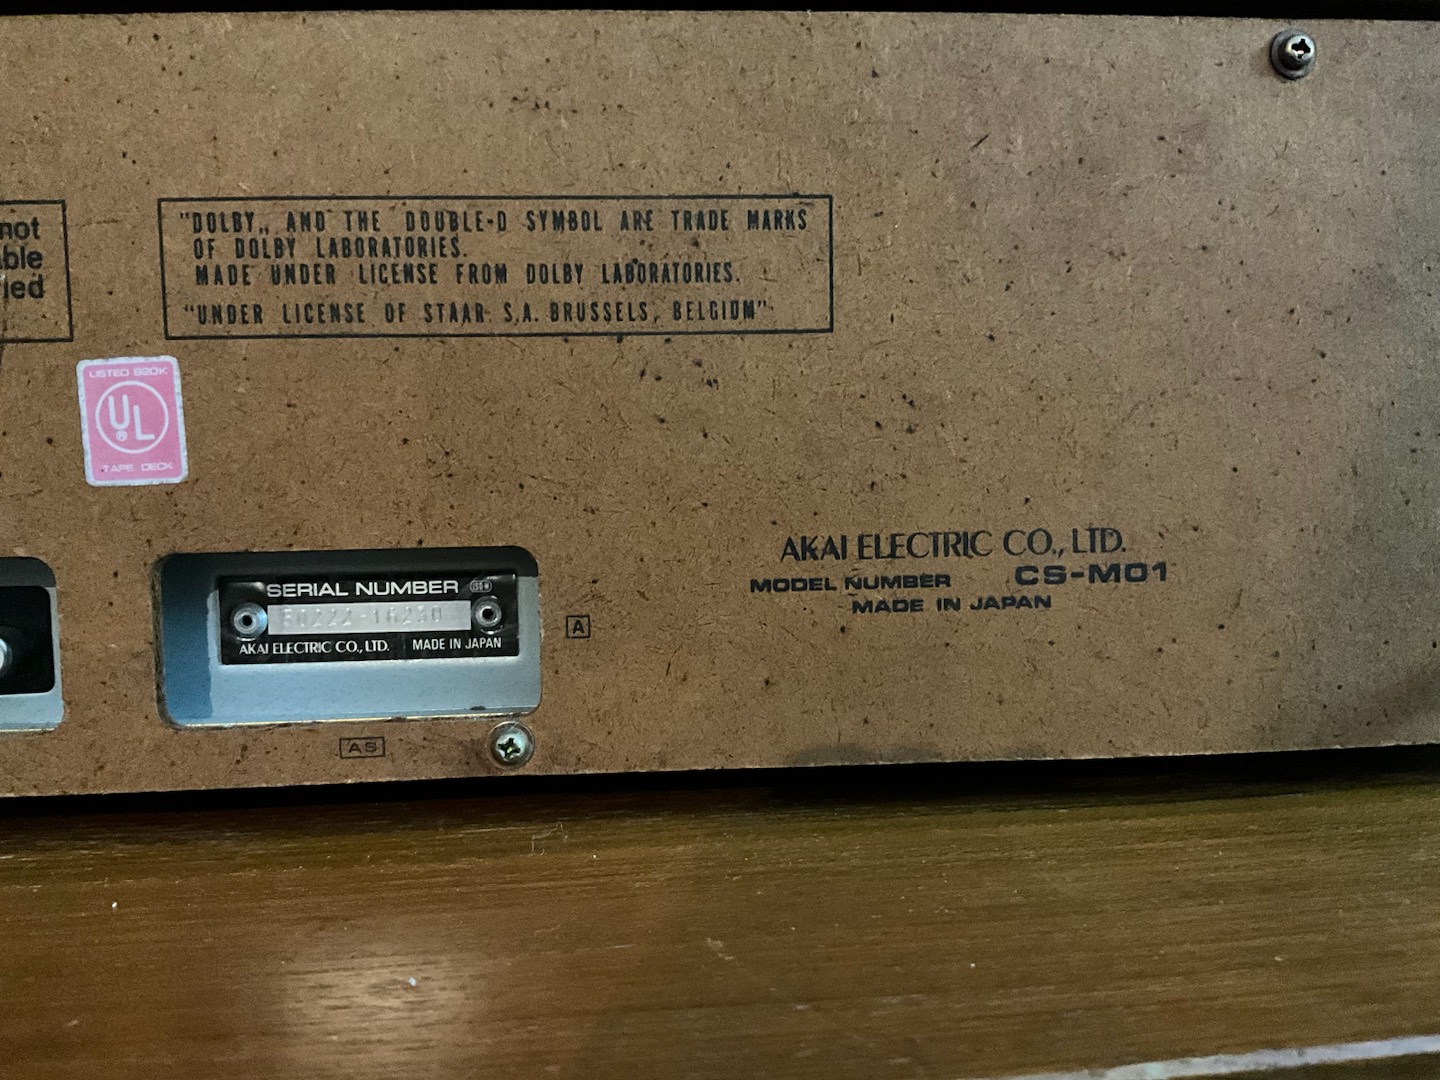 not
"DOLBY„ AND THE DOUBLE-D SYMBOL ARE TRADE MARKS
OF DOLBY LABORATORIES.
MADE UNDER LICENSE FROM DOLBY LABORATORIES.
"UNDER LICENSE OF STAAR S.A. BRUSSELS, BELGIUM"
LISTED 920K
UL
®
TAPE DECK
SERIAL NUMBER
AKAI ELECTRIC CO., LTD. MADE IN JAPAN
A
AS
AKAI ELECTRIC CO., LTD.
MODEL NUMBER CS-M01
MADE IN JAPAN